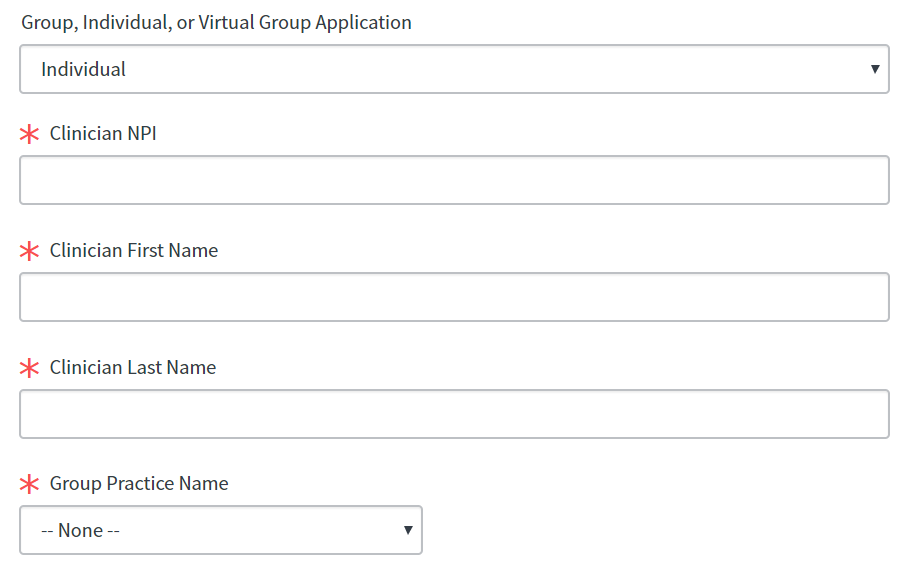 Group, Individual, or Virtual Group Application
Individual
* Clinician NPI
* Clinician First Name
* Clinician Last Name
* Group Practice Name
-- None --